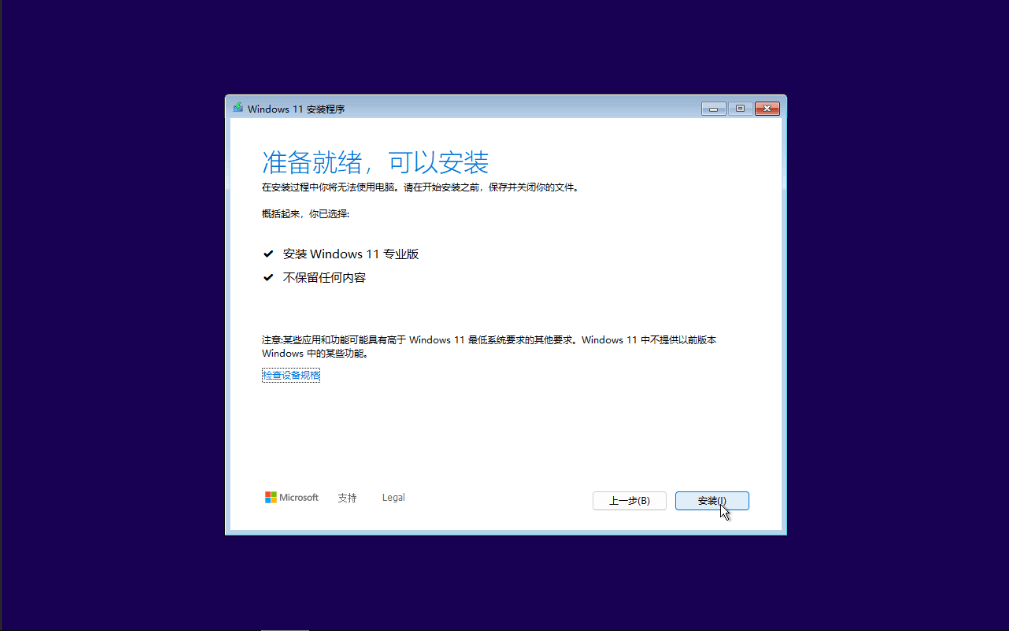 Windows 11 安装程序
准备就绪，可以安装
在安装过程中你将无法使用电脑。请在开始安装之前，保存并关闭你的文件。
概括起来，你已选择:
安装 Windows 11 专业版
不保留任何内容
注意:某些应用和功能可能具有高于 Windows 11 最低系统要求的其他要求。Windows 11 中不提供以前版本
Windows 中的某些功能。
检查设备规格
Microsoft 支持 Legal 上一步(B) 安装(I)